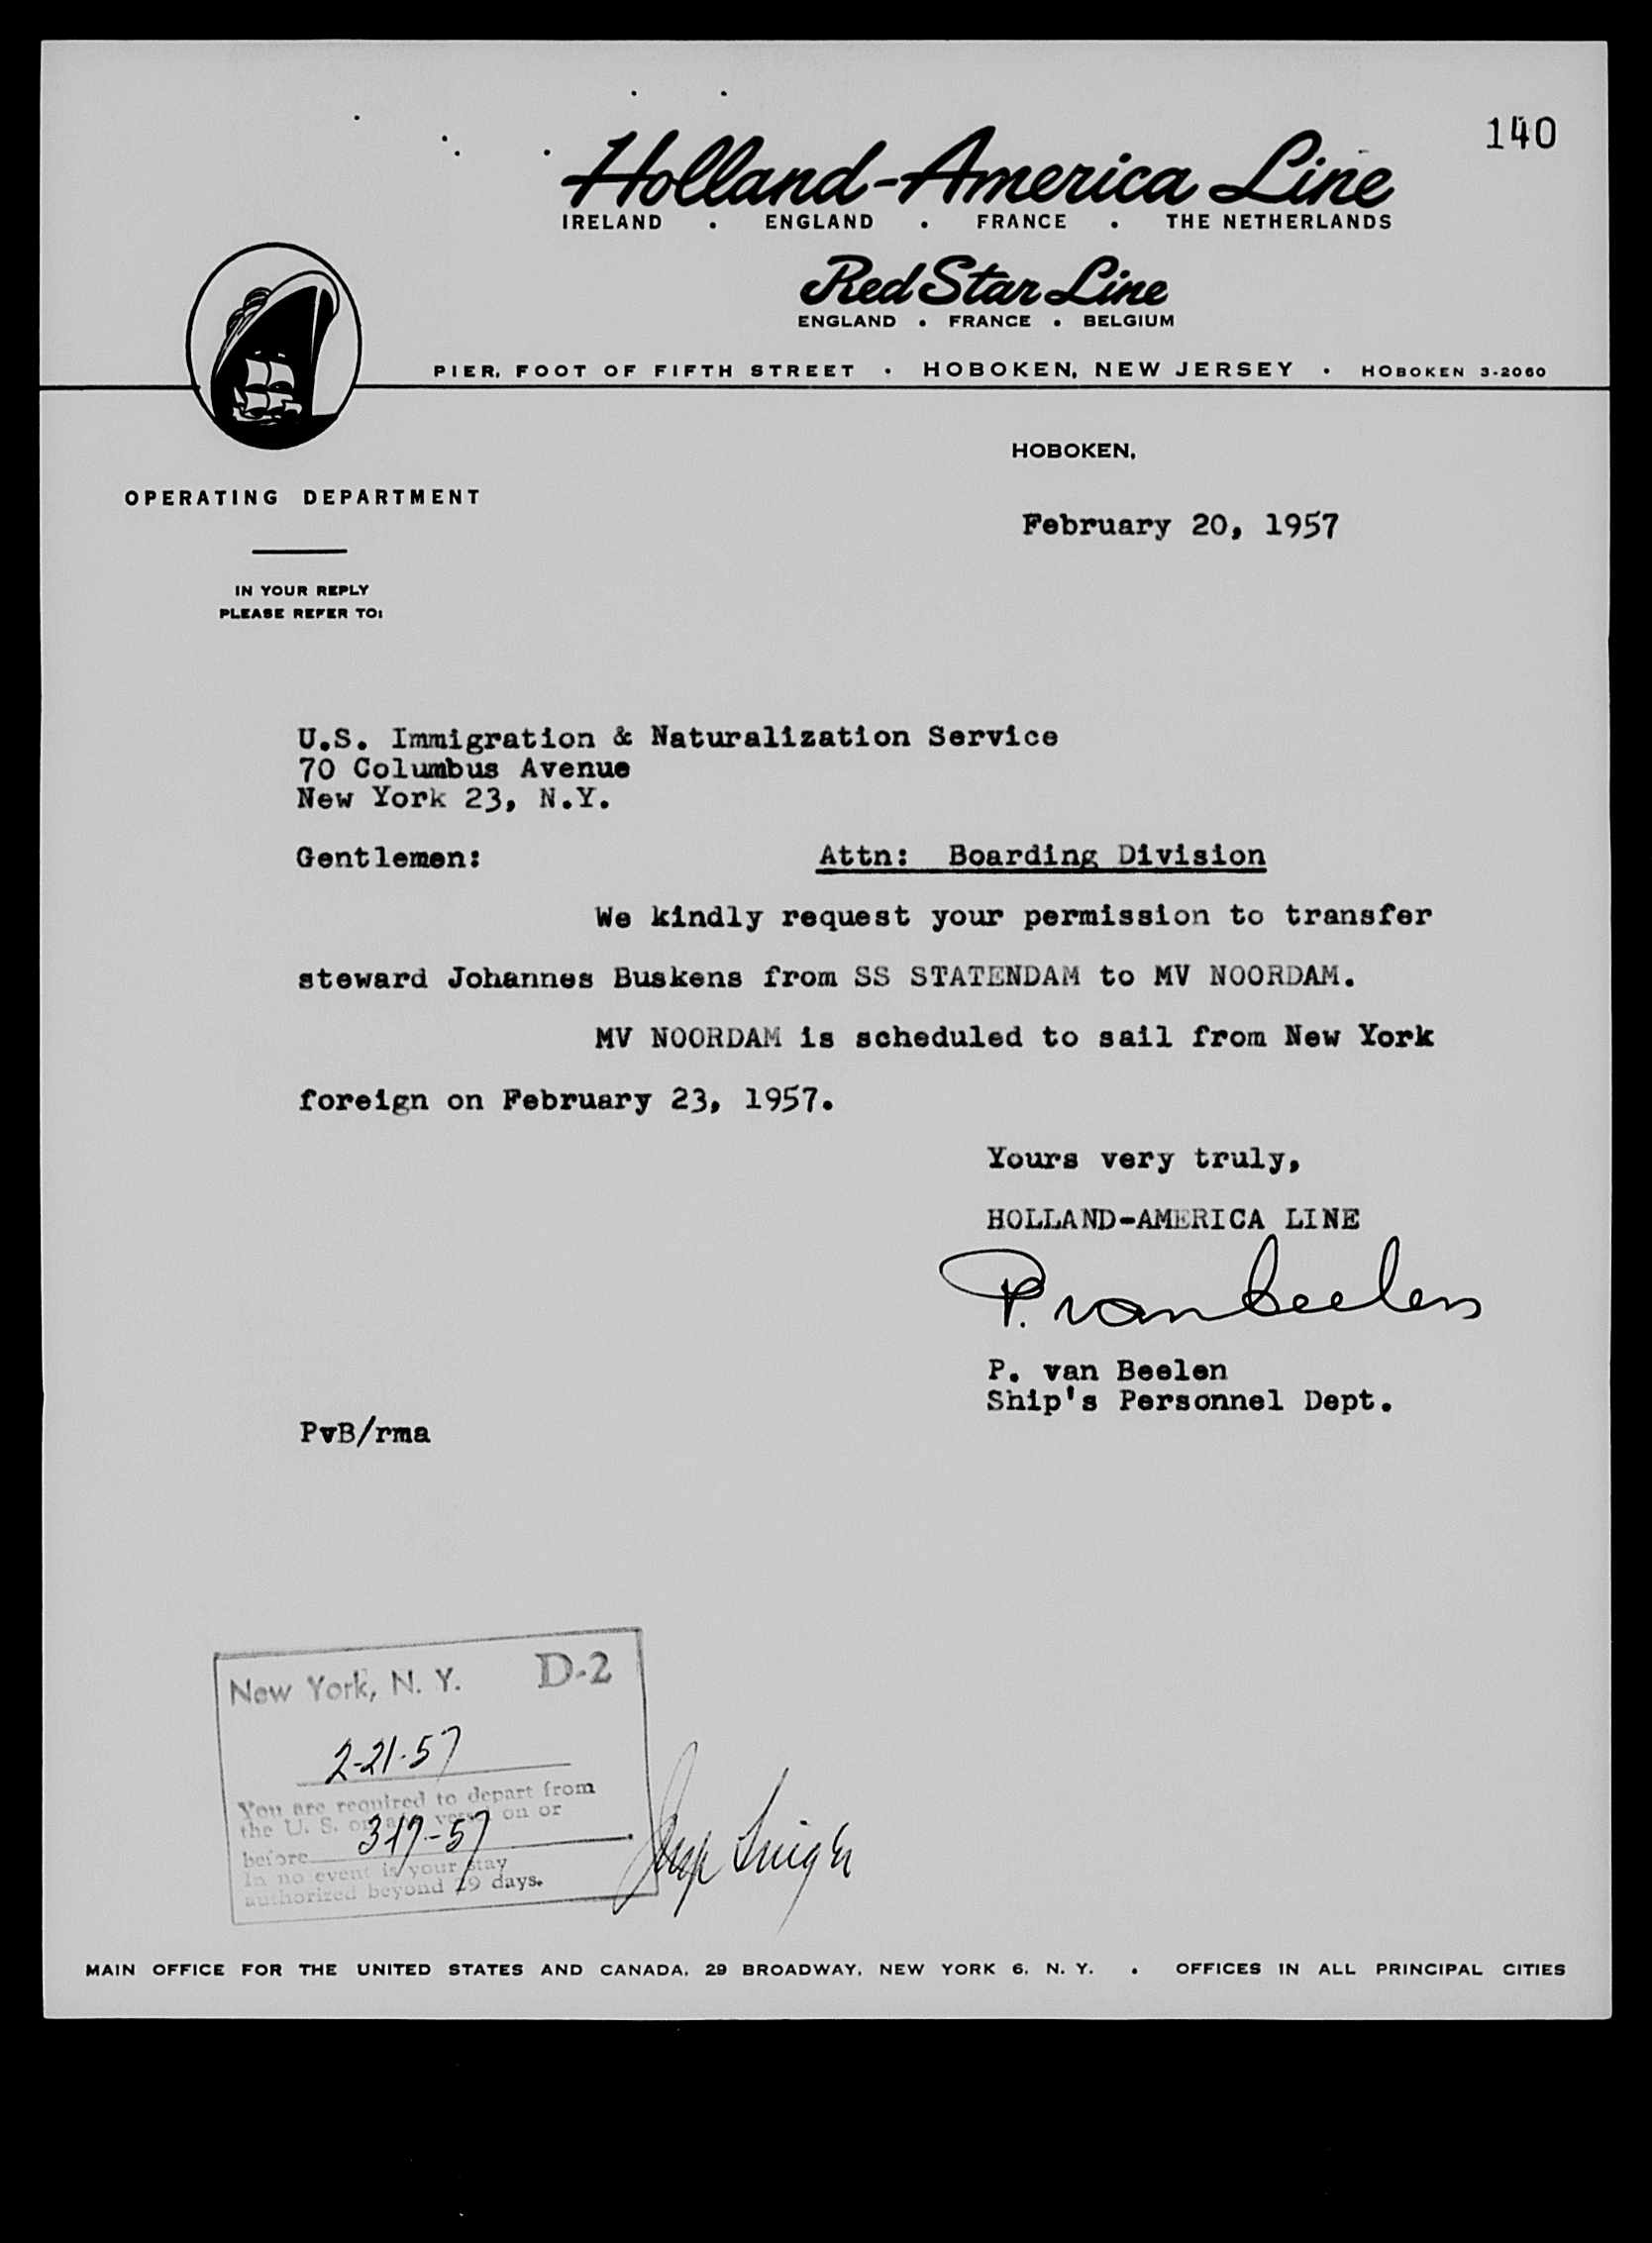 140
Holland-America Line
IRELAND • ENGLAND • FRANCE • THE NETHERLANDS
Red Star Line
ENGLAND • FRANCE • BELGIUM
PIER, FOOT OF FIFTH STREET • HOBOKEN, NEW JERSEY • HOBOKEN 3-2060
HOBOKEN,
OPERATING DEPARTMENT
February 20, 1957
IN YOUR REPLY
PLEASE REFER TO:
U.S. Immigration & Naturalization Service
70 Columbus Avenue
New York 23, N.Y.
Gentlemen: Attn: Boarding Division
We kindly request your permission to transfer
steward Johannes Buskens from SS STATENDAM to MV NOORDAM.
MV NOORDAM is scheduled to sail from New York
foreign on February 23, 1957.
Yours very truly,
HOLLAND-AMERICA LINE
P. van Beelen
P. van Beelen
Ship's Personnel Dept.
PvB/rma
New York, N. Y. D-2
2-21-57
You are required to depart from
the U. S. on any vessel on or
before 3-17-57
In no event is your stay
authorized beyond 29 days.
MAIN OFFICE FOR THE UNITED STATES AND CANADA, 29 BROADWAY, NEW YORK 6, N. Y. • OFFICES IN ALL PRINCIPAL CITIES